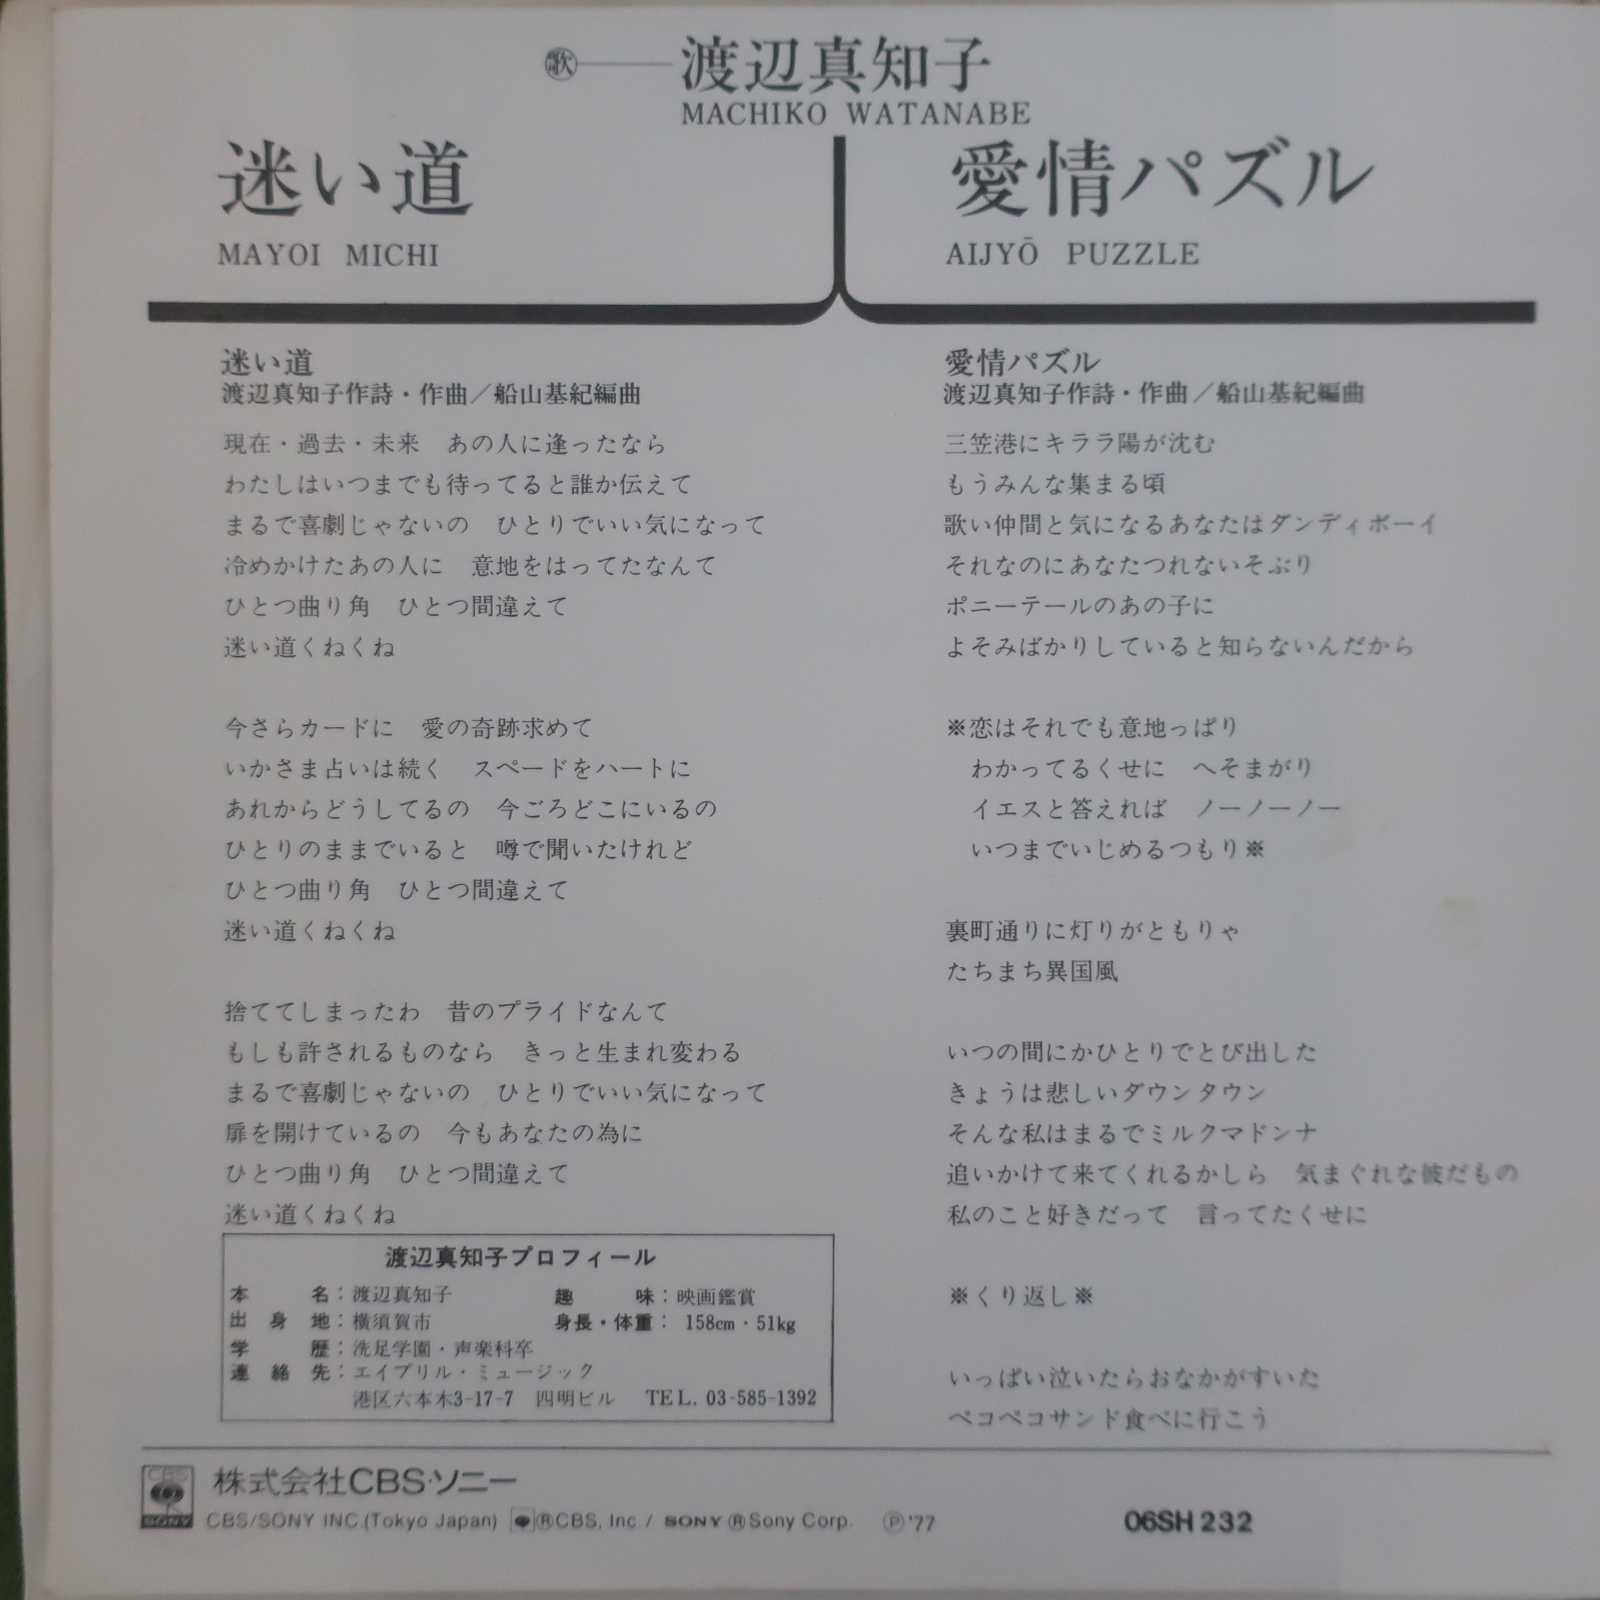 歌 渡辺真知子
MACHIKO WATANABE
迷い道
MAYOI MICHI
愛情パズル
AIJYŌ PUZZLE
迷い道
渡辺真知子作詩・作曲／船山基紀編曲
現在・過去・未来　あの人に逢ったなら
わたしはいつまでも待ってると誰か伝えて
まるで喜劇じゃないの　ひとりでいい気になって
冷めかけたあの人に　意地をはってたなんて
ひとつ曲り角　ひとつ間違えて
迷い道くねくね
今さらカードに　愛の奇跡求めて
いかさま占いは続く　スペードをハートに
あれからどうしてるの　今ごろどこにいるの
ひとりのままでいると　噂で聞いたけれど
ひとつ曲り角　ひとつ間違えて
迷い道くねくね
捨ててしまったわ　昔のプライドなんて
もしも許されるものなら　きっと生まれ変わる
まるで喜劇じゃないの　ひとりでいい気になって
扉を開けているの　今もあなたの為に
ひとつ曲り角　ひとつ間違えて
迷い道くねくね
愛情パズル
渡辺真知子作詩・作曲／船山基紀編曲
三笠港にキララ陽が沈む
もうみんな集まる頃
歌い仲間と気になるあなたはダンディボーイ
それなのにあなたつれないそぶり
ポニーテールのあの子に
よそみばかりしていると知らないんだから
※恋はそれでも意地っぱり
わかってるくせに　へそまがり
イエスと答えれば　ノーノーノー
いつまでいじめるつもり※
裏町通りに灯りがともりゃ
たちまち異国風
いつの間にかひとりでとび出した
きょうは悲しいダウンタウン
そんな私はまるでミルクマドンナ
追いかけて来てくれるかしら　気まぐれな彼だもの
私のこと好きだって　言ってたくせに
※くり返し※
いっぱい泣いたらおなかがすいた
ペコペコサンド食べに行こう
渡辺真知子プロフィール
本名：渡辺真知子　趣味：映画鑑賞
出身地：横須賀市　身長・体重：158cm・51kg
学歴：洗足学園・声楽科卒
連絡先：エイプリル・ミュージック
港区六本木3-17-7　四明ビル　TEL. 03-585-1392
CBS
SONY
株式会社CBS・ソニー
CBS/SONY INC.(Tokyo Japan) ⓇCBS, Inc. / SONY ⓇSony Corp. Ⓟ'77
06SH 232